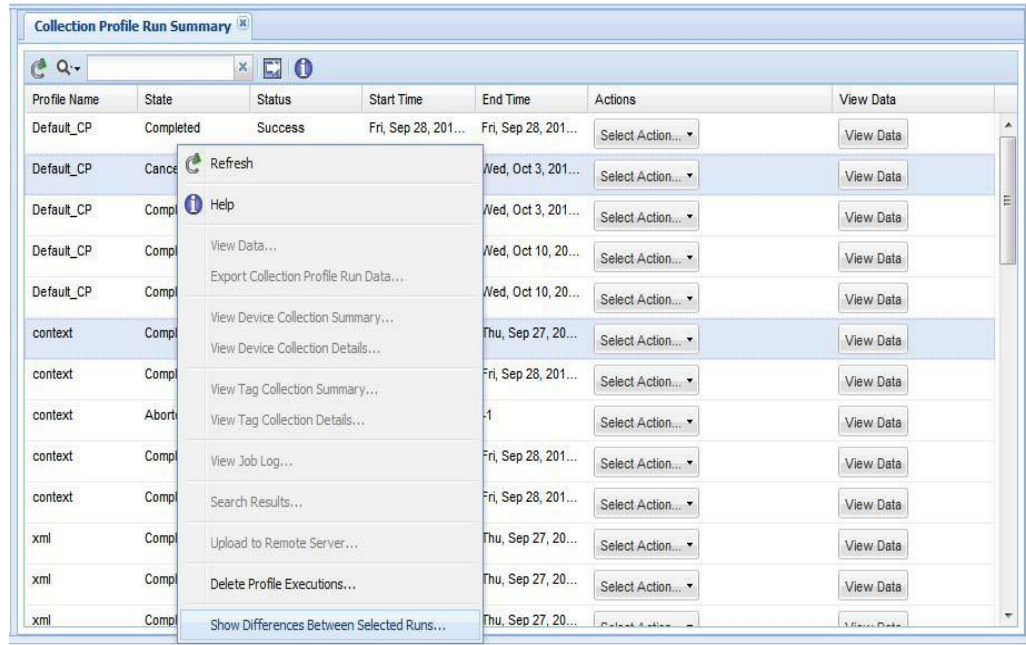 Collection Profile Run Summary
Profile Name State Status Start Time End Time Actions View Data
Default_CP Completed Success Fri, Sep 28, 201... Fri, Sep 28, 201... Select Action... View Data
Default_CP Cance Wed, Oct 3, 201... Select Action... View Data
Default_CP Compl Wed, Oct 3, 201... Select Action... View Data
Default_CP Compl Wed, Oct 10, 20... Select Action... View Data
Default_CP Compl Wed, Oct 10, 20... Select Action... View Data
context Compl Thu, Sep 27, 20... Select Action... View Data
context Compl Fri, Sep 28, 201... Select Action... View Data
context Aborte -1 Select Action... View Data
context Compl Fri, Sep 28, 201... Select Action... View Data
context Compl Fri, Sep 28, 201... Select Action... View Data
xml Compl Thu, Sep 27, 20... Select Action... View Data
xml Compl Thu, Sep 27, 20... Select Action... View Data
xml Compl Thu, Sep 27, 20... Select Action... View Data
Refresh
Help
View Data...
Export Collection Profile Run Data...
View Device Collection Summary...
View Device Collection Details...
View Tag Collection Summary...
View Tag Collection Details...
View Job Log...
Search Results...
Upload to Remote Server...
Delete Profile Executions...
Show Differences Between Selected Runs...